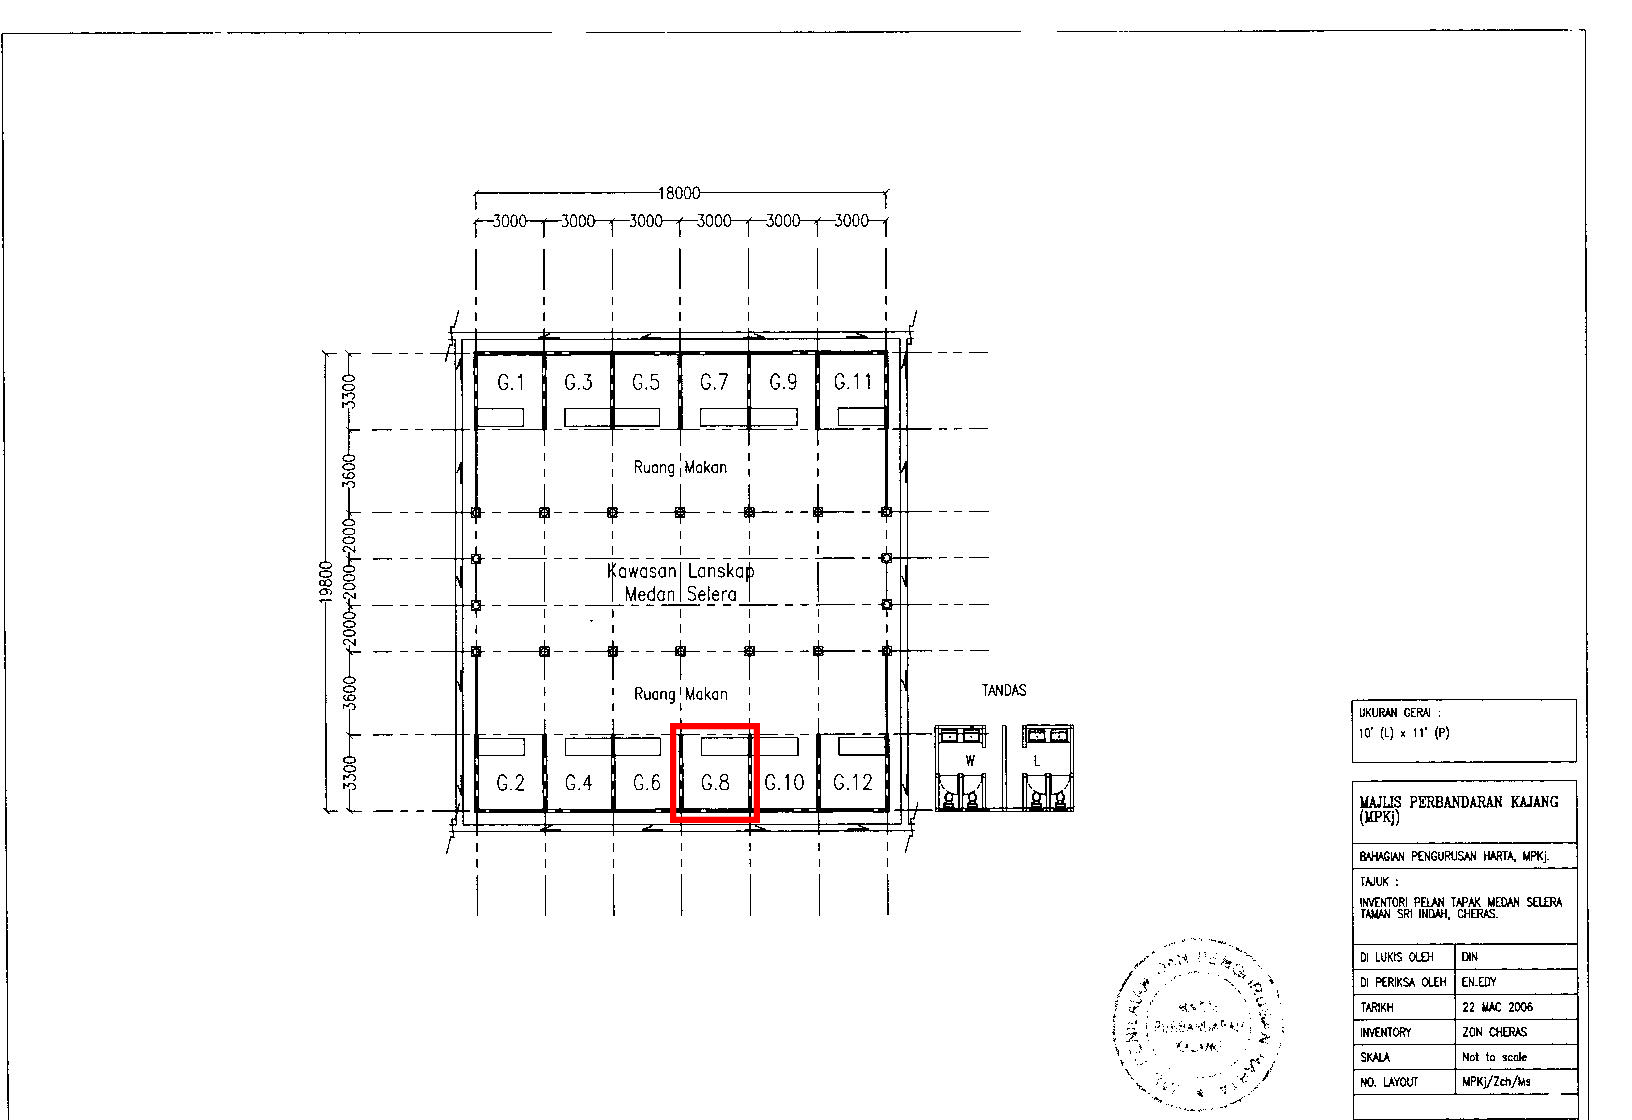 18000
3000 3000 3000 3000 3000 3000
G.1 G.3 G.5 G.7 G.9 G.11
3300
Ruang Makan
3600
2000
Kawasan Lanskap
Medan Selera
2000
19800
2000
Ruang Makan
3600
TANDAS
W L
G.2 G.4 G.6 G.8 G.10 G.12
3300
UKURAN GERAI :
10' (L) x 11' (P)
MAJLIS PERBANDARAN KAJANG
(MPKj)
BAHAGIAN PENGURUSAN HARTA, MPKj.
TAJUK :
INVENTORI PELAN TAPAK MEDAN SELERA
TAMAN SRI INDAH, CHERAS.
DI LUKIS OLEH DIN
DI PERIKSA OLEH EN.EDY
TARIKH 22 MAC 2006
INVENTORY ZON CHERAS
SKALA Not to scale
NO. LAYOUT MPKj/Zch/Ms
PENILAIAN DAN PENGURUSAN HARTA
MAJLIS
PERBANDARAN
KAJANG